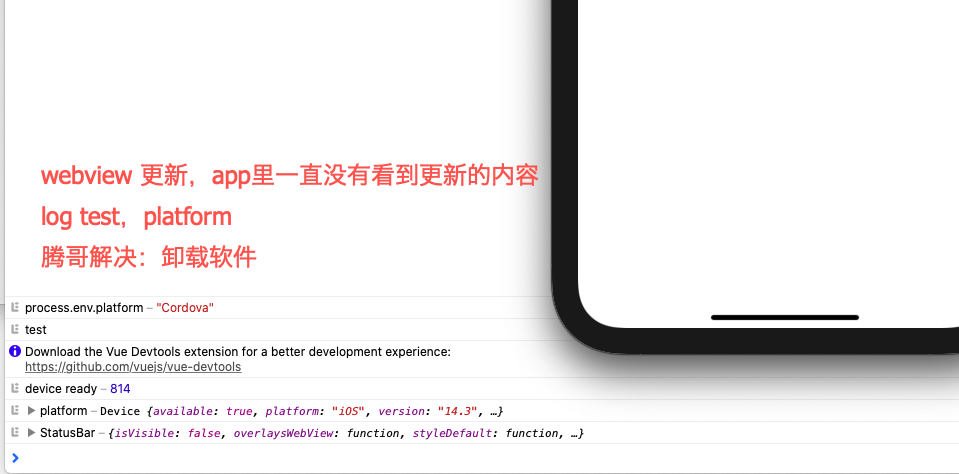 webview 更新，app里一直没有看到更新的内容
log test，platform
腾哥解决：卸载软件
process.env.platform – "Cordova"
test
Download the Vue Devtools extension for a better development experience:
https://github.com/vuejs/vue-devtools
device ready – 814
platform – Device {available: true, platform: "iOS", version: "14.3", …}
StatusBar – {isVisible: false, overlaysWebView: function, styleDefault: function, …}